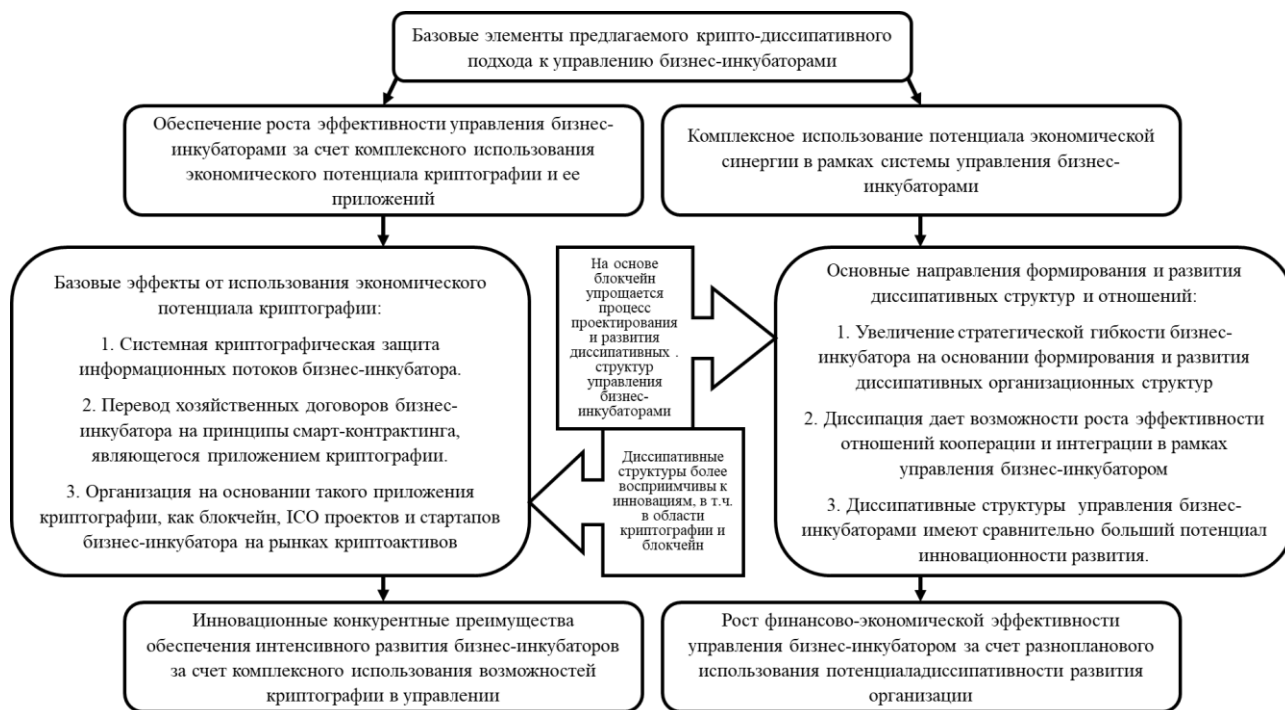 Базовые элементы предлагаемого крипто-диссипативного
подхода к управлению бизнес-инкубаторами
Обеспечение роста эффективности управления бизнес-
инкубаторами за счет комплексного использования
экономического потенциала криптографии и ее
приложений
Комплексное использование потенциала экономической
синергии в рамках системы управления бизнес-
инкубаторами
Базовые эффекты от использования экономического
потенциала криптографии:
1. Системная криптографическая защита
информационных потоков бизнес-инкубатора.
2. Перевод хозяйственных договоров бизнес-
инкубатора на принципы смарт-контрактинга,
являющегося приложением криптографии.
3. Организация на основании такого приложения
криптографии, как блокчейн, ICO проектов и стартапов
бизнес-инкубатора на рынках криптоактивов
На основе
блокчейн
упрощается
процесс
проектирования
и развития
диссипативных .
структур
управления
бизнес-
инкубаторами
Диссипативные
структуры более
восприимчивы к
инновациям, в т.ч.
в области
криптографии и
блокчейн
Основные направления формирования и развития
диссипативных структур и отношений:
1. Увеличение стратегической гибкости бизнес-
инкубатора на основании формирования и развития
диссипативных организационных структур
2. Диссипация дает возможности роста эффективности
отношений кооперации и интеграции в рамках
управления бизнес-инкубатором
3. Диссипативные структуры управления бизнес-
инкубаторами имеют сравнительно больший потенциал
инновационности развития.
Инновационные конкурентные преимущества
обеспечения интенсивного развития бизнес-инкубаторов
за счет комплексного использования возможностей
криптографии в управлении
Рост финансово-экономической эффективности
управления бизнес-инкубатором за счет разнопланового
использования потенциаладиссипативности развития
организации